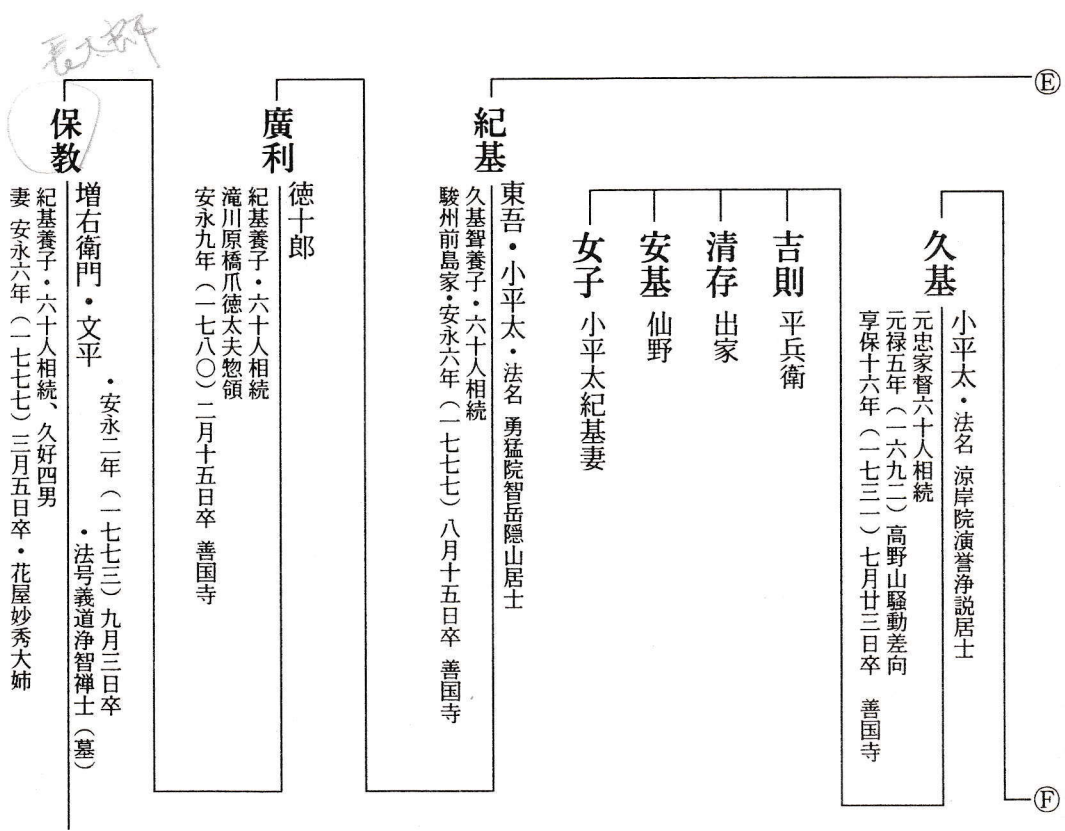 Ⓔ
Ⓕ
久基
小平太・法名 涼岸院演誉浄説居士
元忠家督六十人相続
元禄五年（一六九二）高野山騒動差向
享保十六年（一七三一）七月廿三日卒 善国寺
吉則 平兵衛
清存 出家
安基 仙野
女子 小平太紀基妻
紀基
東吾・小平太・法名 勇猛院智岳隠山居士
久基聟養子・六十人相続
駿州前島家・安永六年（一七七七）八月十五日卒 善国寺
廣利
徳十郎
紀基養子・六十人相続
滝川原橋爪徳太夫惣領
安永九年（一七八〇）二月十五日卒 善国寺
保教
増右衛門・文平
・安永二年（一七七三）九月三日卒
・法号義道浄智禅士（墓）
紀基養子・六十人相続、久好四男
妻 安永六年（一七七七）三月五日卒・花屋妙秀大姉